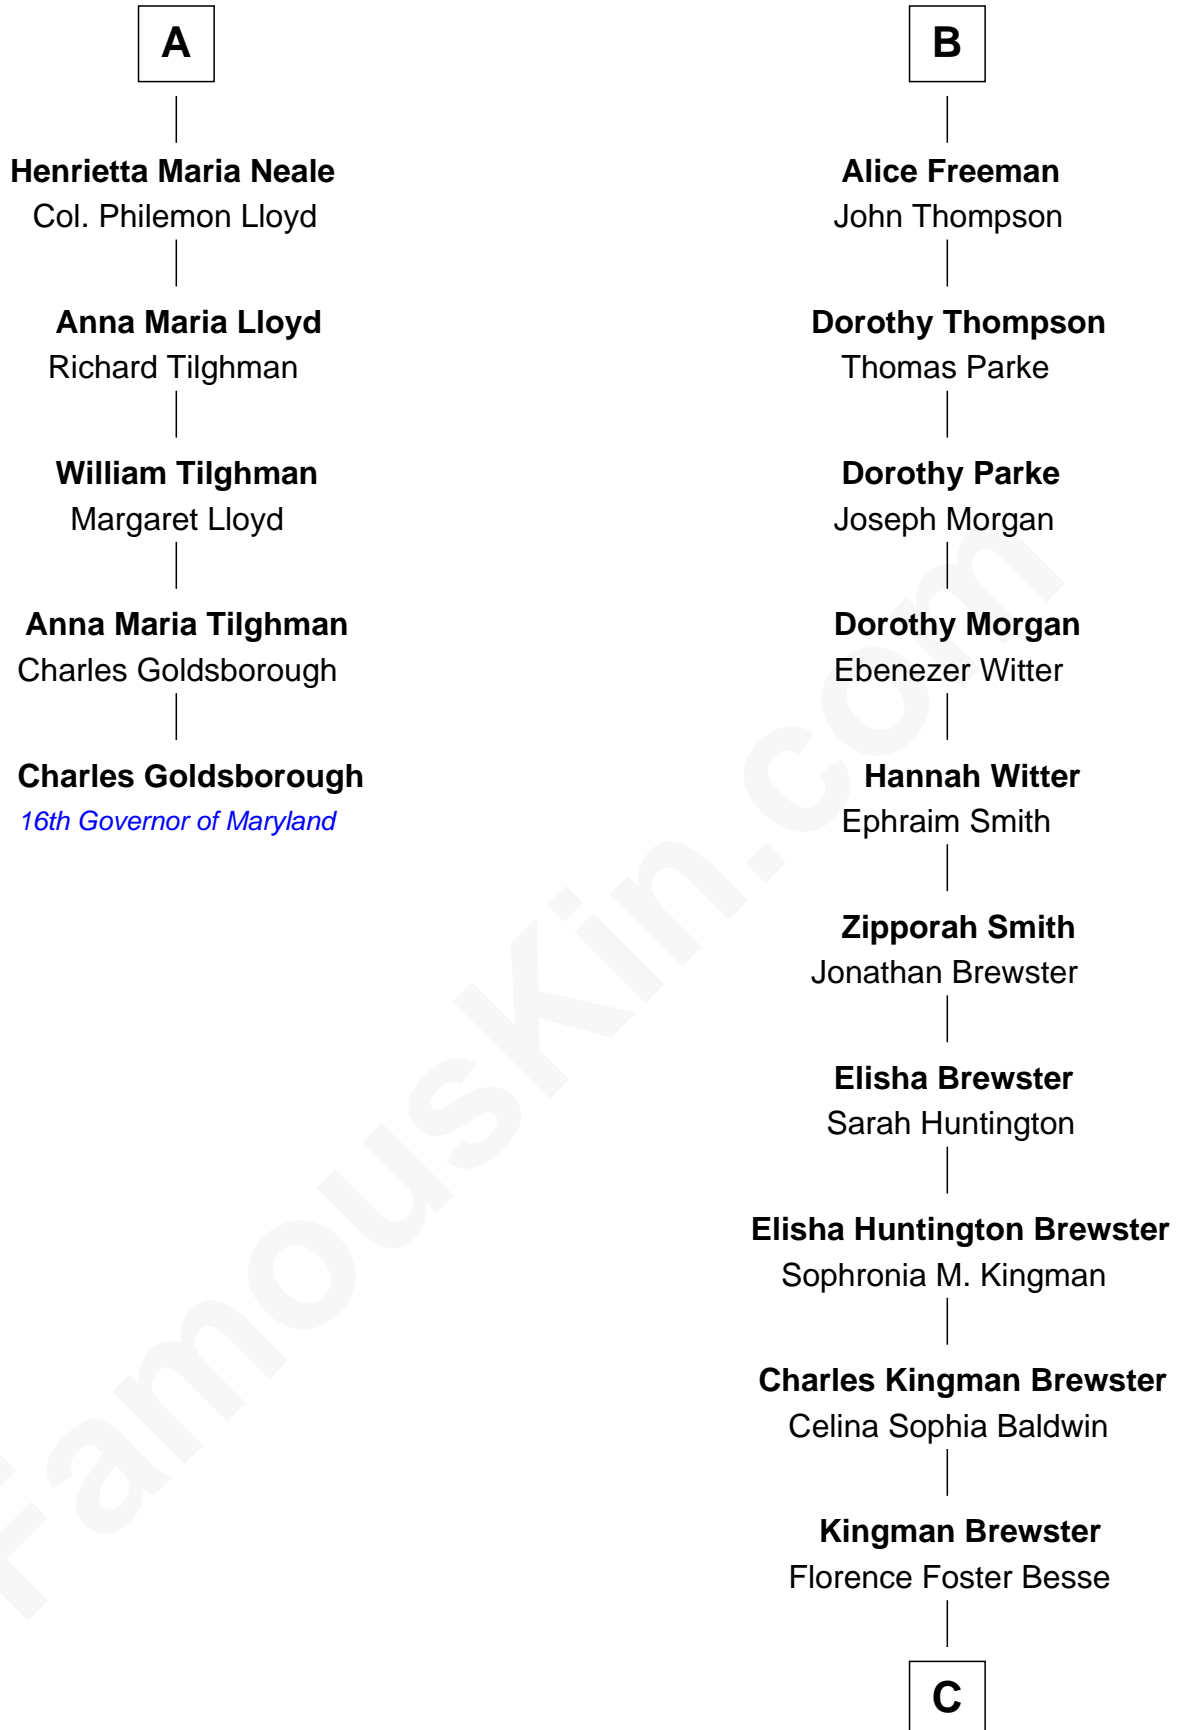 A
Henrietta Maria Neale
Col. Philemon Lloyd
Anna Maria Lloyd
Richard Tilghman
William Tilghman
Margaret Lloyd
Anna Maria Tilghman
Charles Goldsborough
Charles Goldsborough
16th Governor of Maryland
B
Alice Freeman
John Thompson
Dorothy Thompson
Thomas Parke
Dorothy Parke
Joseph Morgan
Dorothy Morgan
Ebenezer Witter
Hannah Witter
Ephraim Smith
Zipporah Smith
Jonathan Brewster
Elisha Brewster
Sarah Huntington
Elisha Huntington Brewster
Sophronia M. Kingman
Charles Kingman Brewster
Celina Sophia Baldwin
Kingman Brewster
Florence Foster Besse
C
FamousKin.com